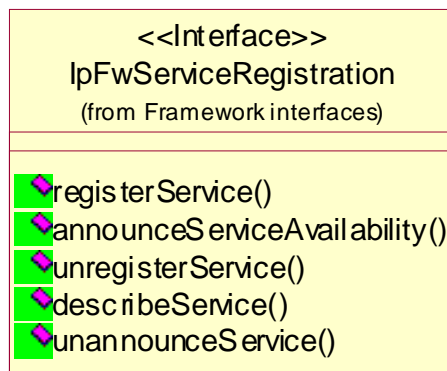 <<Interface>>
IpFwServiceRegistration
(from Framework interfaces)
registerService()
announceServiceAvailability()
unregisterService()
describeService()
unannounceService()